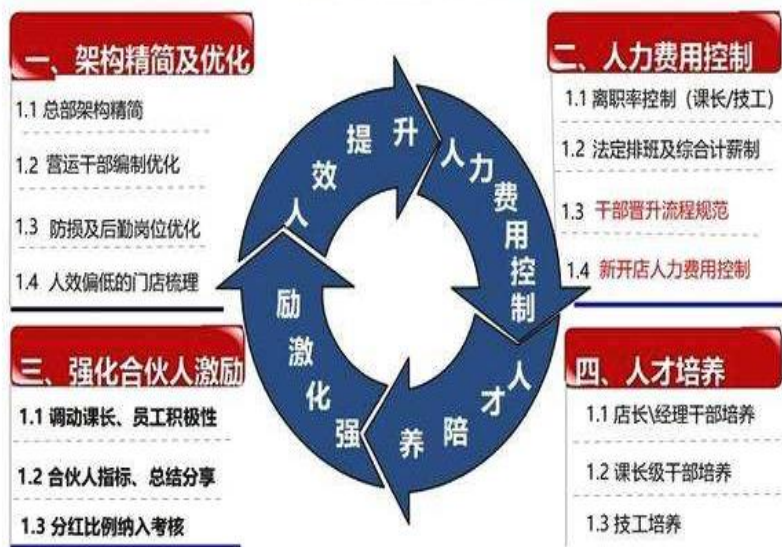 一、架构精简及优化
1.1 总部架构精简
1.2 营运干部编制优化
1.3 防损及后勤岗位优化
1.4 人效偏低的门店梳理
二、人力费用控制
1.1 离职率控制（课长/技工）
1.2 法定排班及综合计薪制
1.3 干部晋升流程规范
1.4 新开店人力费用控制
人效提升
人力费用控制
人才陪养
强化激励
三、强化合伙人激励
1.1 调动课长、员工积极性
1.2 合伙人指标、总结分享
1.3 分红比例纳入考核
四、人才培养
1.1 店长\经理干部培养
1.2 课长级干部培养
1.3 技工培养